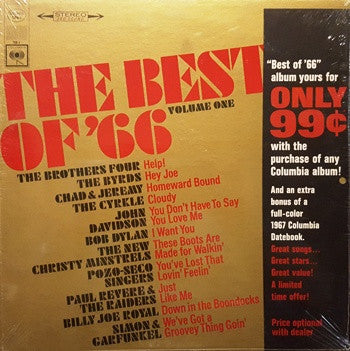 STEREO
THE BEST
OF '66
VOLUME ONE
THE BROTHERS FOUR Help!
THE BYRDS Hey Joe
CHAD & JEREMY Homeward Bound
THE CYRKLE Cloudy
JOHN DAVIDSON You Don't Have To Say You Love Me
BOB DYLAN I Want You
THE NEW CHRISTY MINSTRELS These Boots Are Made for Walkin'
POZO-SECO SINGERS You've Lost That Lovin' Feelin'
PAUL REVERE & THE RAIDERS Just Like Me
BILLY JOE ROYAL Down in the Boondocks
SIMON & GARFUNKEL We've Got a Groovey Thing Goin'
"Best of '66"
album yours for
ONLY
99¢
with the
purchase of any
Columbia album!
And an extra
bonus of a
full-color
1967 Columbia
Datebook.
Great songs...
Great stars...
Great value!
A limited
time offer!
Price optional
with dealer